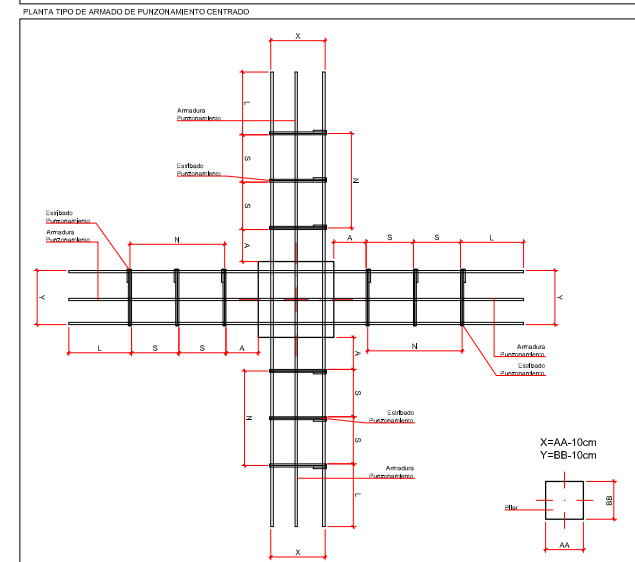 PLANTA TIPO DE ARMADO DE PUNZONAMIENTO CENTRADO
X
L
Armadura
Punzonamiento
S
N
Estribado
Punzonamiento
S
A
Estribado
Punzonamiento
Armadura
Punzonamiento
N
A
S
S
L
Y
Y
L
S
S
A
N
Armadura
Punzonamiento
Estribado
Punzonamiento
A
S
N
Estribado
Punzonamiento
S
Armadura
Punzonamiento
L
X
X=AA-10cm
Y=BB-10cm
Pilar
BB
AA